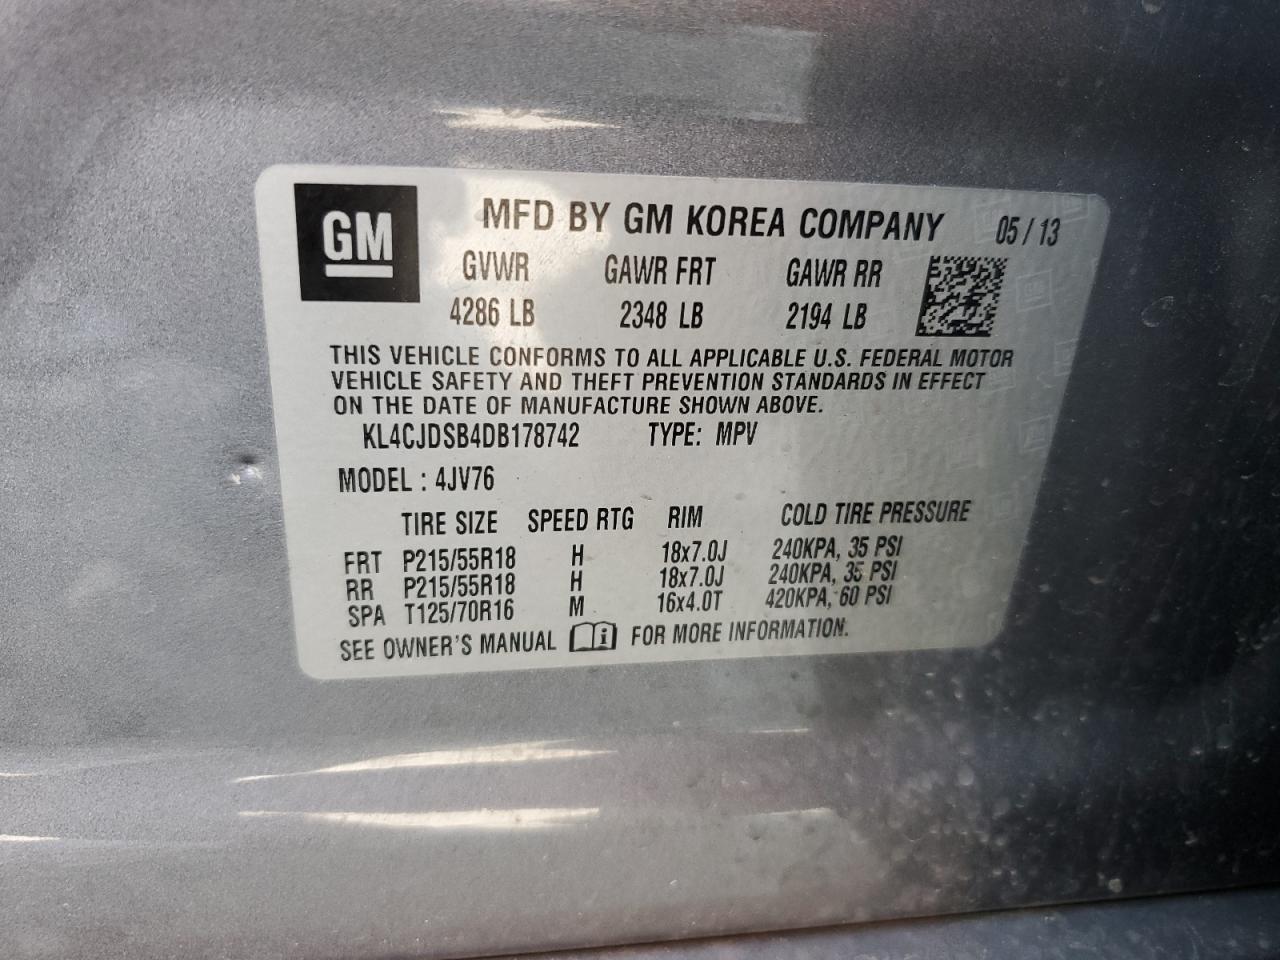 GM
MFD BY GM KOREA COMPANY 05 / 13
GVWR GAWR FRT GAWR RR
4286 LB 2348 LB 2194 LB
THIS VEHICLE CONFORMS TO ALL APPLICABLE U.S. FEDERAL MOTOR
VEHICLE SAFETY AND THEFT PREVENTION STANDARDS IN EFFECT
ON THE DATE OF MANUFACTURE SHOWN ABOVE.
KL4CJDSB4DB178742 TYPE: MPV
MODEL : 4JV76
TIRE SIZE SPEED RTG RIM COLD TIRE PRESSURE
FRT P215/55R18 H 18x7.0J 240KPA, 35 PSI
RR P215/55R18 H 18x7.0J 240KPA, 35 PSI
SPA T125/70R16 M 16x4.0T 420KPA, 60 PSI
SEE OWNER'S MANUAL i FOR MORE INFORMATION.